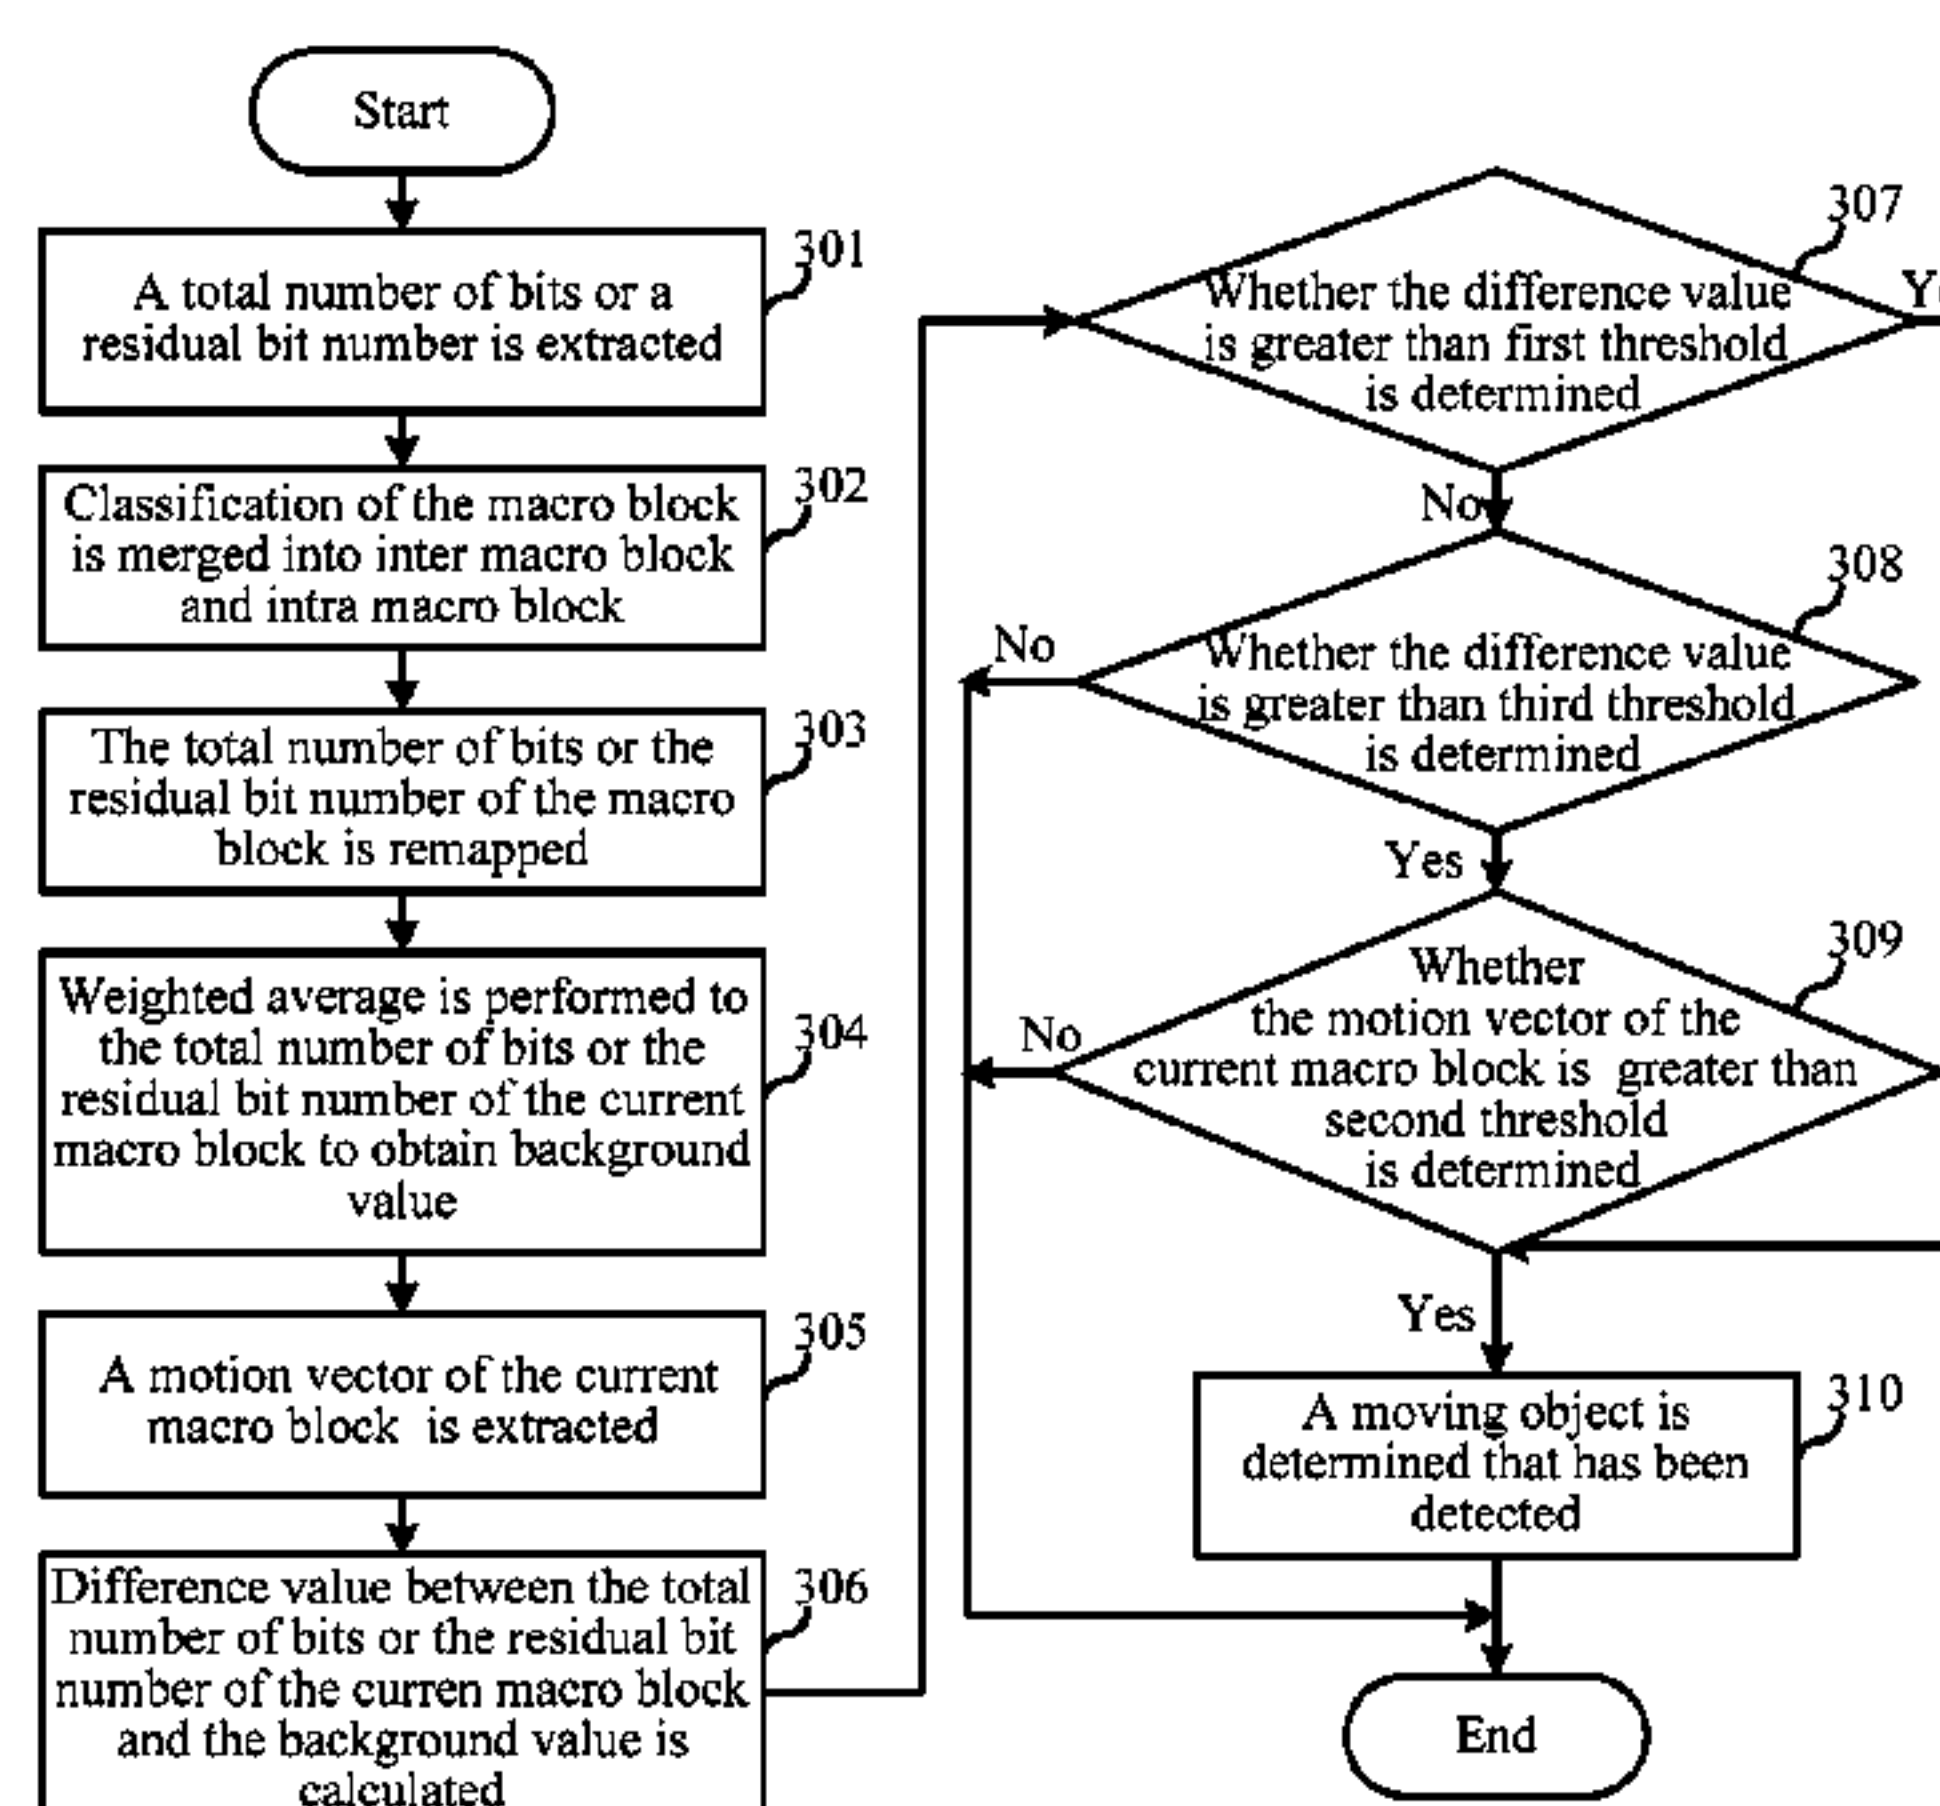 Start
301
A total number of bits or a
residual bit number is extracted
302
Classification of the macro block
is merged into inter macro block
and intra macro block
303
The total number of bits or the
residual bit number of the macro
block is remapped
304
Weighted average is performed to
the total number of bits or the
residual bit number of the current
macro block to obtain background
value
305
A motion vector of the current
macro block is extracted
306
Difference value between the total
number of bits or the residual bit
number of the curren macro block
and the background value is
calculated
307
Whether the difference value
is greater than first threshold
is determined
No
308
Whether the difference value
is greater than third threshold
is determined
No
Yes
309
Whether
the motion vector of the
current macro block is greater than
second threshold
is determined
No
Yes
310
A moving object is
determined that has been
detected
End